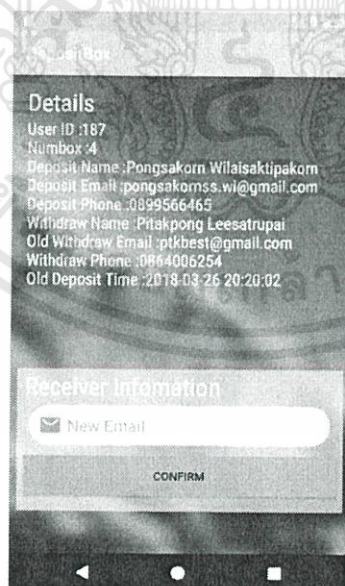 Details
User ID :187
Numbox :4
Deposit Name :Pongsakorn Wilaisaktipakorn
Deposit Email :pongsakornss.wi@gmail.com
Deposit Phone :0899566465
Withdraw Name :Pitakpong Leesatrupai
Old Withdraw Email :ptkbest@gmail.com
Withdraw Phone :0864006254
Old Deposit Time :2018-03-26 20:20:02
Receiver Infomation
New Email
CONFIRM